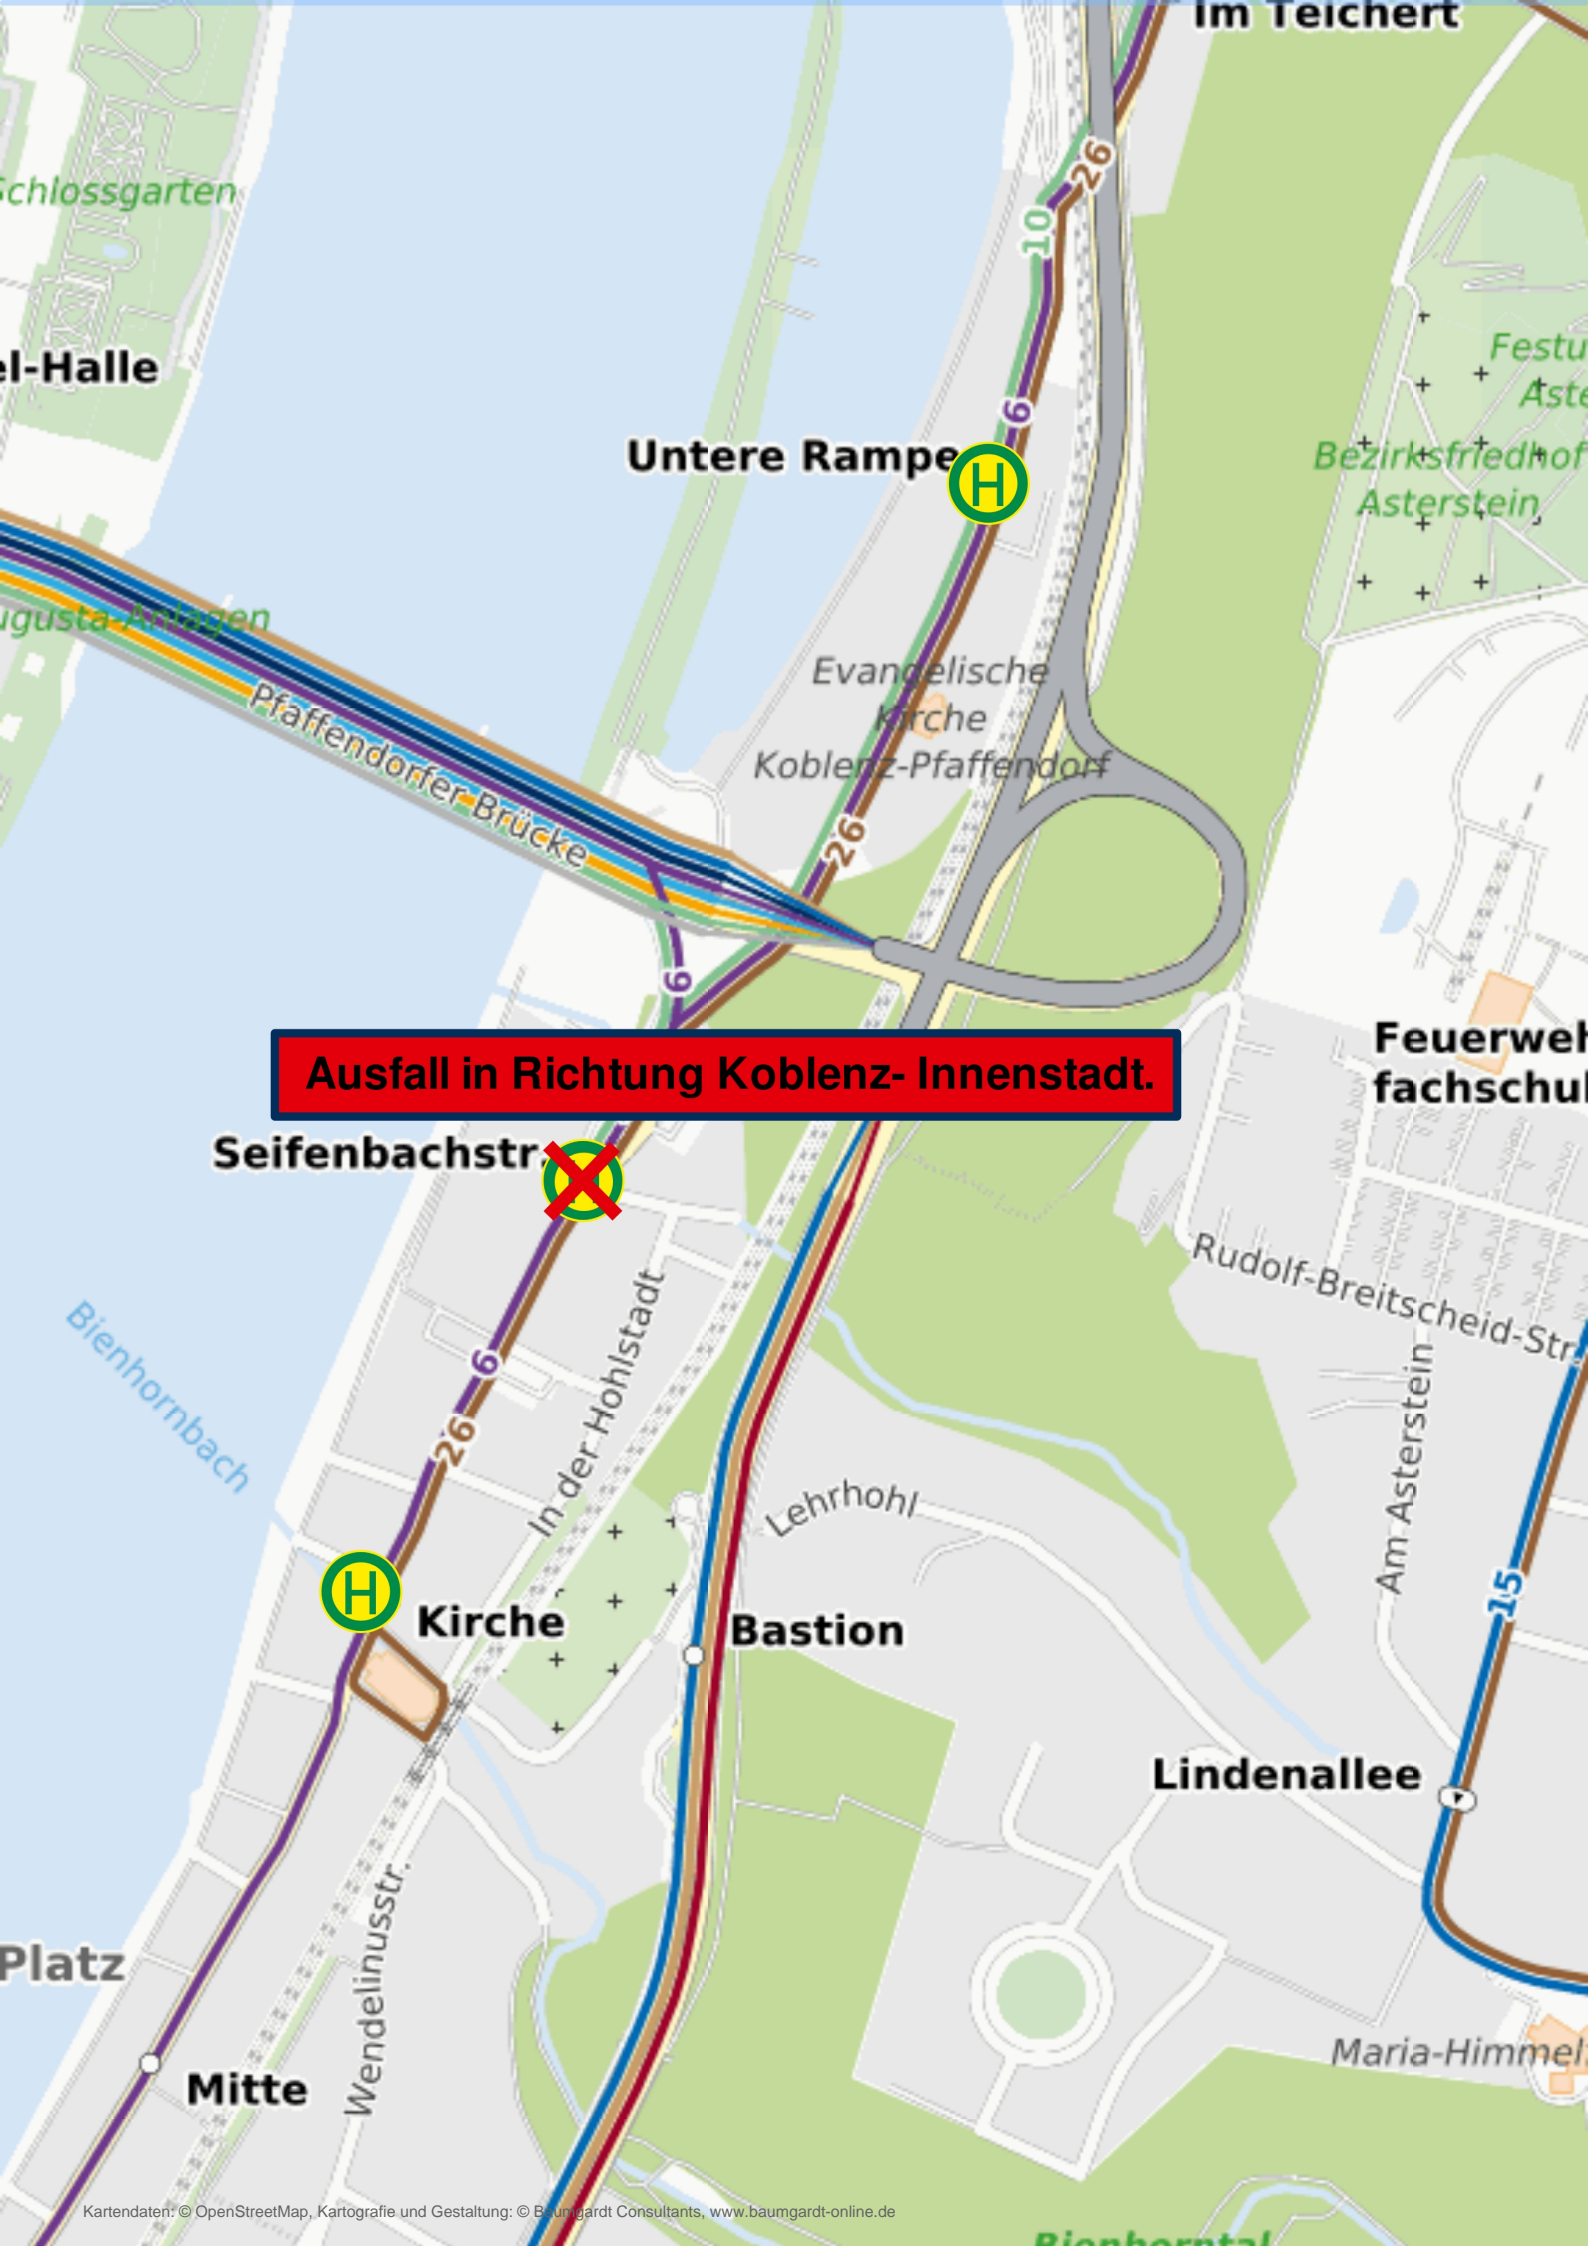 Im Teichert
Schlossgarten
26
10
el-Halle
Festu
Aste
6
Untere Rampe
H
Bezirksfriedhof
Asterstein
ugusta-Anlagen
Evangelische
Kirche
Koblenz-Pfaffendorf
Pfaffendorfer Brücke
26
6
Feuerweh
fachschul
Ausfall in Richtung Koblenz- Innenstadt.
Seifenbachstr.
Rudolf-Breitscheid-Str.
Bienhornbach
In der Hohlstadt
6
26
Am Asterstein
Lehrhohl
15
H
Kirche
Bastion
Lindenallee
Wendelinusstr.
Platz
Maria-Himmel
Mitte
Kartendaten: © OpenStreetMap, Kartografie und Gestaltung: © Baumgardt Consultants, www.baumgardt-online.de
Bienhorntal